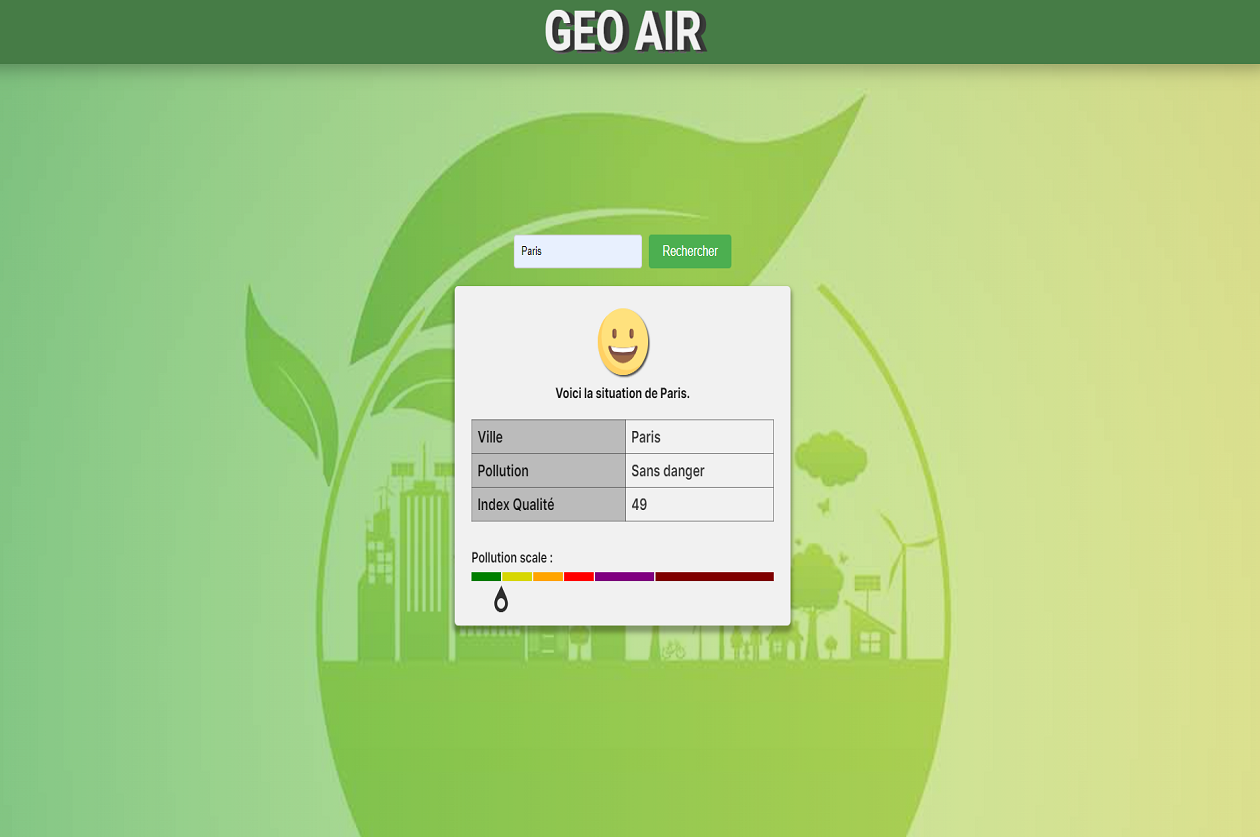 GEO AIR
Paris
Rechercher
Voici la situation de Paris.
Ville Paris
Pollution Sans danger
Index Qualité 49
Pollution scale :